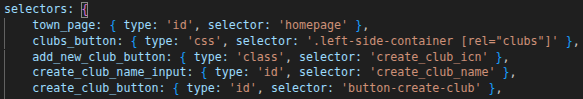 selectors: {
town_page: { type: 'id', selector: 'homepage' },
clubs_button: { type: 'css', selector: '.left-side-container [rel="clubs"]' },
add_new_club_button: { type: 'class', selector: 'create_club_icn' },
create_club_name_input: { type: 'id', selector: 'create_club_name' },
create_club_button: { type: 'id', selector: 'button-create-club' },